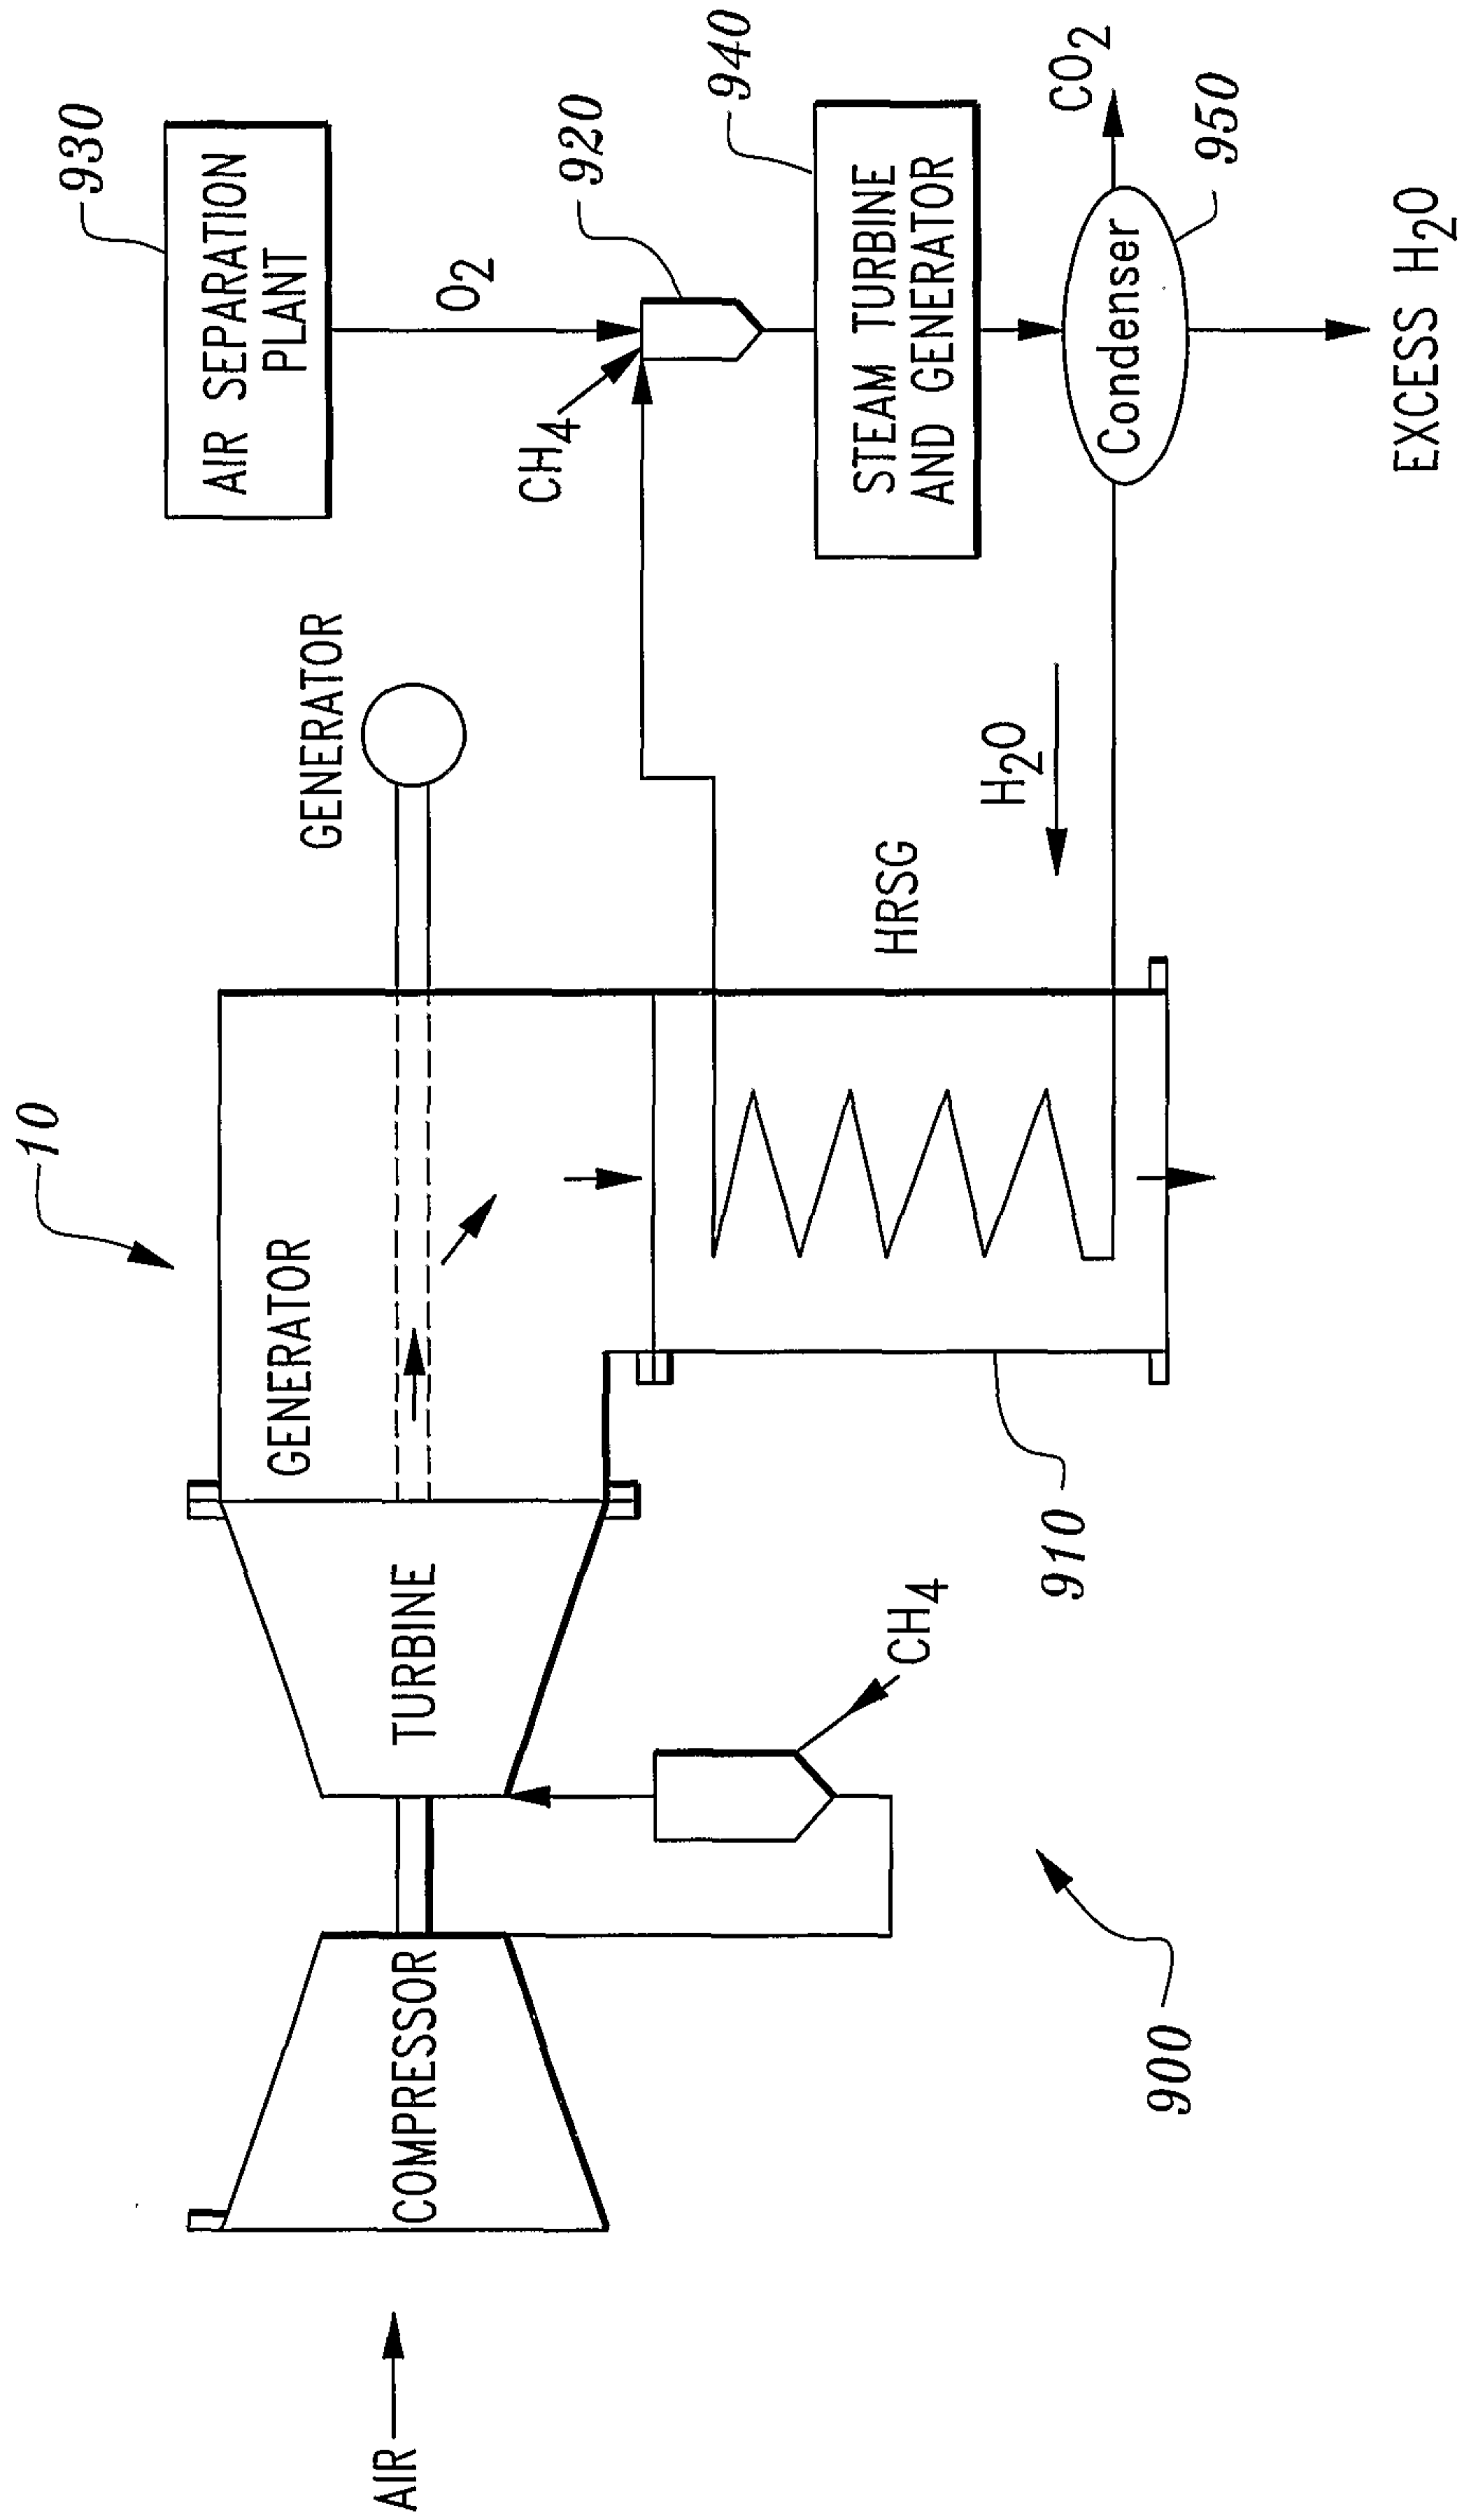 930
AIR SEPARATION
PLANT
O2
920
CH4
940
STEAM TURBINE
AND GENERATOR
CO2
Condenser
950
EXCESS H2O
GENERATOR
H2O
HRSG
10
GENERATOR
910
TURBINE
CH4
COMPRESSOR
900
AIR